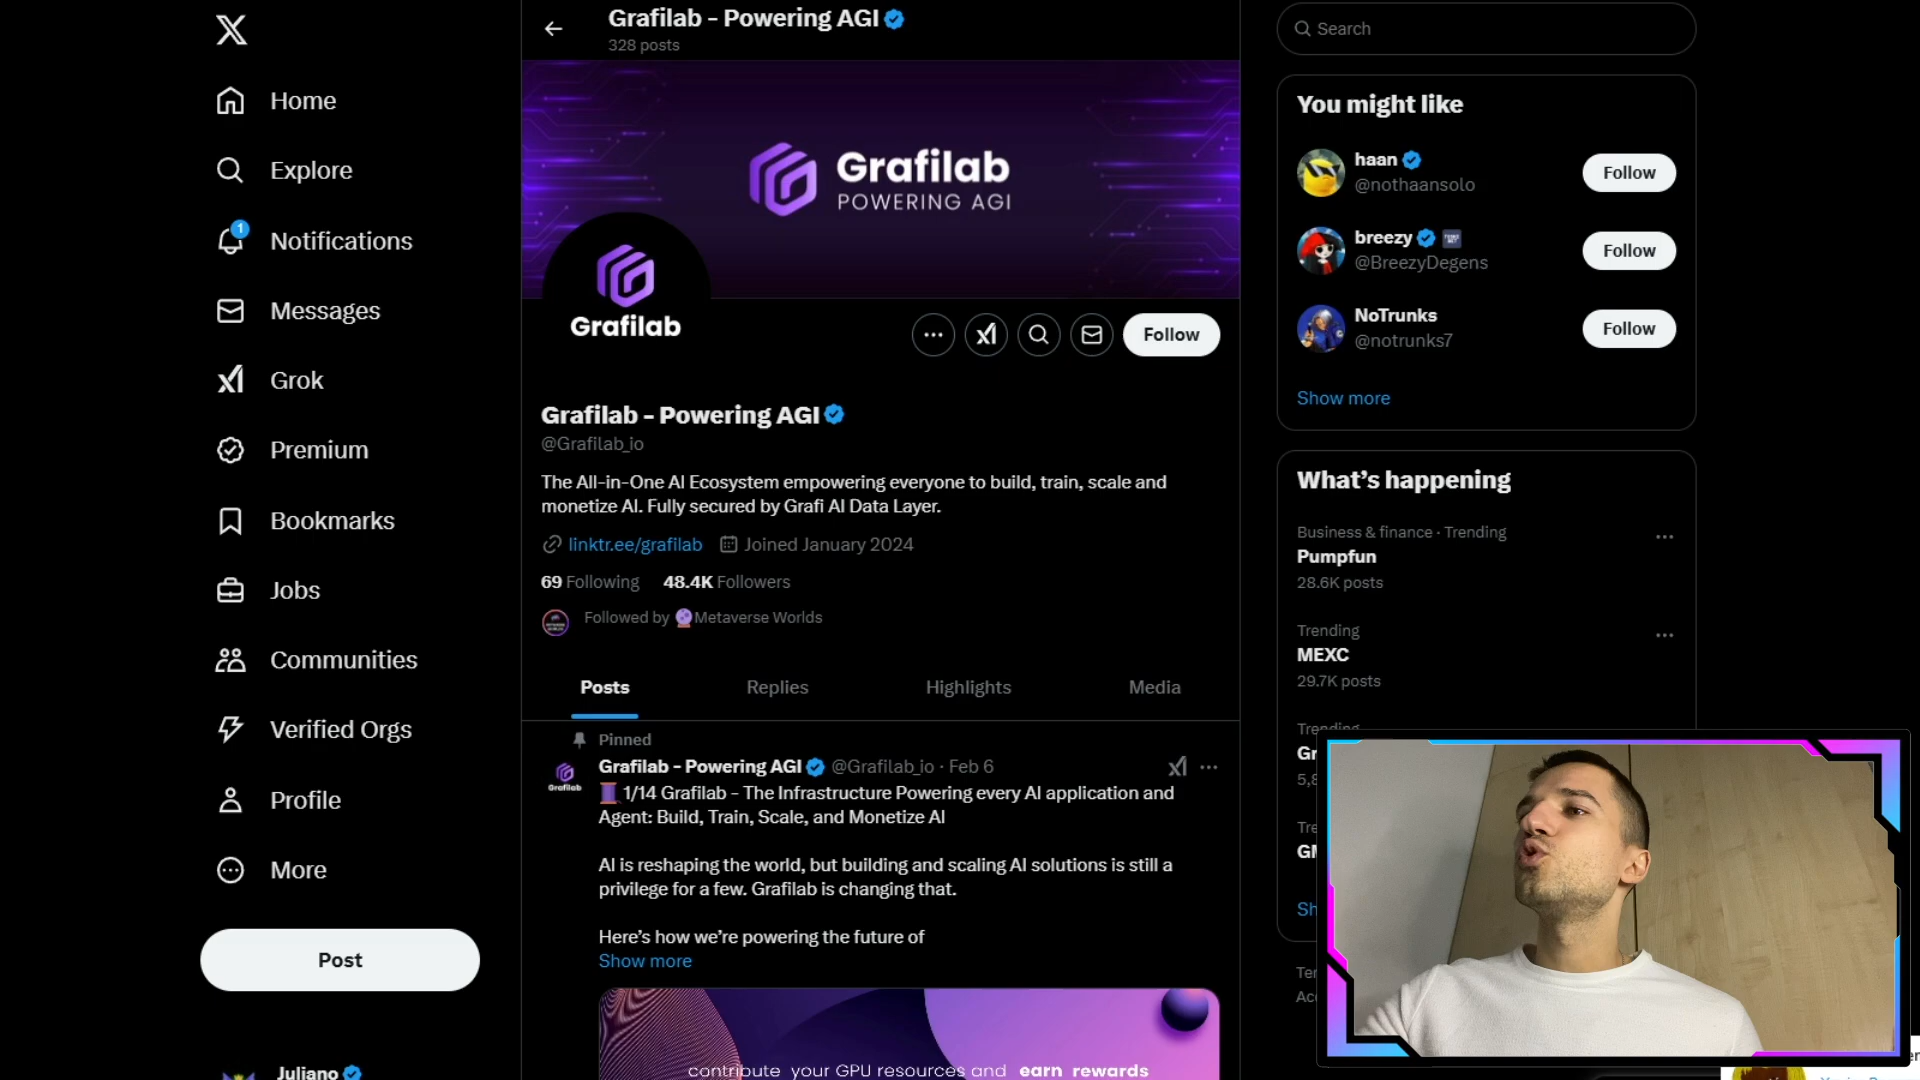 Home
Explore
1
Notifications
Messages
Grok
Premium
Bookmarks
Jobs
Communities
Verified Orgs
Profile
More
Post
Juliano
Grafilab - Powering AGI
328 posts
Grafilab
POWERING AGI
Grafilab
Follow
Grafilab - Powering AGI
@Grafilab_io
The All-in-One AI Ecosystem empowering everyone to build, train, scale and
monetize AI. Fully secured by Grafi AI Data Layer.
linktr.ee/grafilab Joined January 2024
69 Following 48.4K Followers
Followed by 🔮Metaverse Worlds
Posts Replies Highlights Media
Pinned
Grafilab - Powering AGI @Grafilab_io · Feb 6
Grafilab
🧵 1/14 Grafilab - The Infrastructure Powering every AI application and
Agent: Build, Train, Scale, and Monetize AI
AI is reshaping the world, but building and scaling AI solutions is still a
privilege for a few. Grafilab is changing that.
Here's how we're powering the future of
Show more
contribute your GPU resources and earn rewards
Search
You might like
haan
@nothaansolo
Follow
breezy
@BreezyDegens
Follow
NoTrunks
@notrunks7
Follow
Show more
What's happening
Business & finance · Trending
Pumpfun
28.6K posts
Trending
MEXC
29.7K posts
Trending